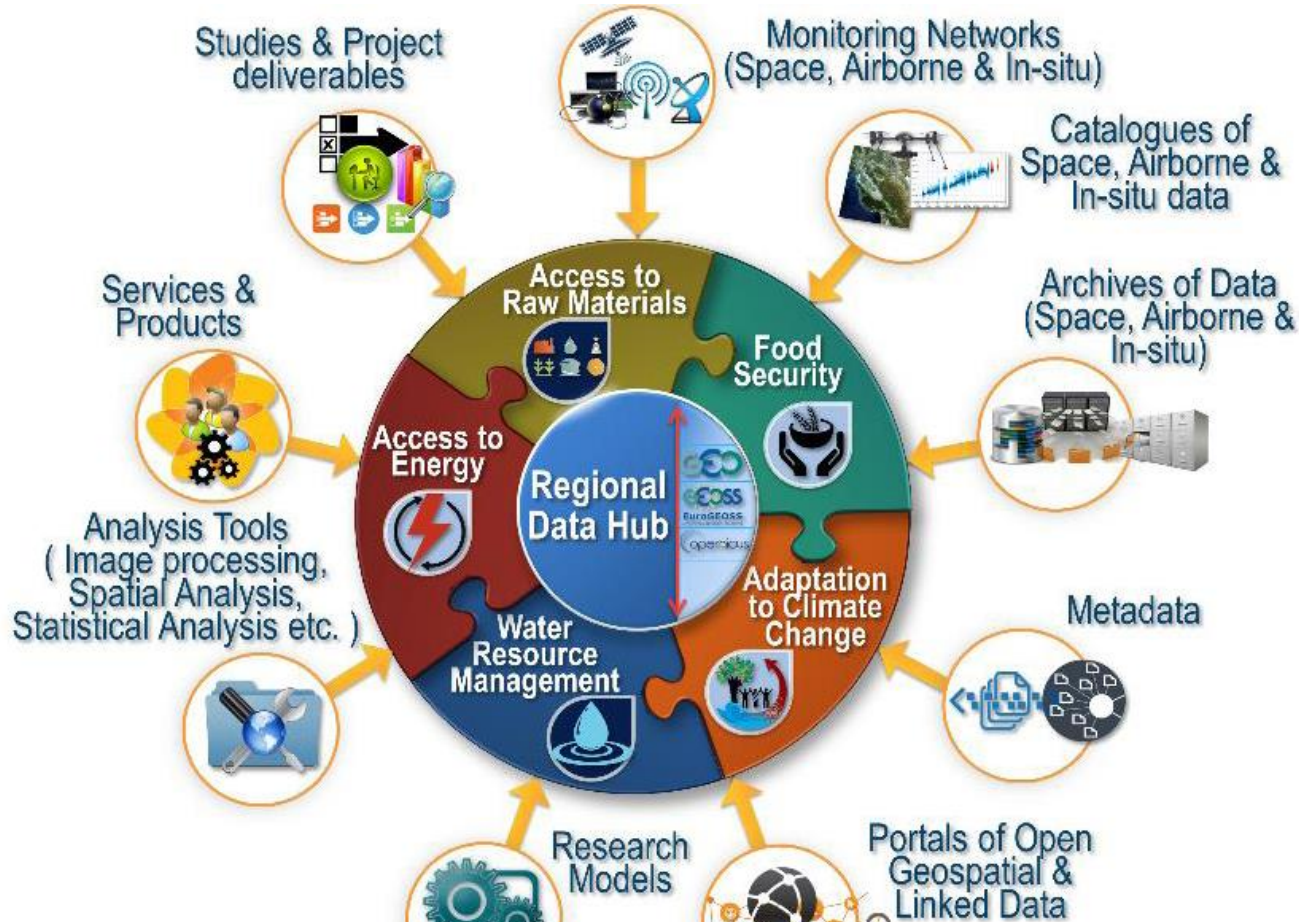 Studies & Project
deliverables
Monitoring Networks
(Space, Airborne & In-situ)
Catalogues of
Space, Airborne &
In-situ data
Archives of Data
(Space, Airborne &
In-situ)
Metadata
Portals of Open
Geospatial &
Linked Data
Research
Models
Analysis Tools
( Image processing,
Spatial Analysis,
Statistical Analysis etc. )
Services &
Products
Access to
Raw Materials
Food
Security
Adaptation
to Climate
Change
Water
Resource
Management
Access to
Energy
Regional
Data Hub
GEO
GEOSS
EuroGEOSS
opernicus